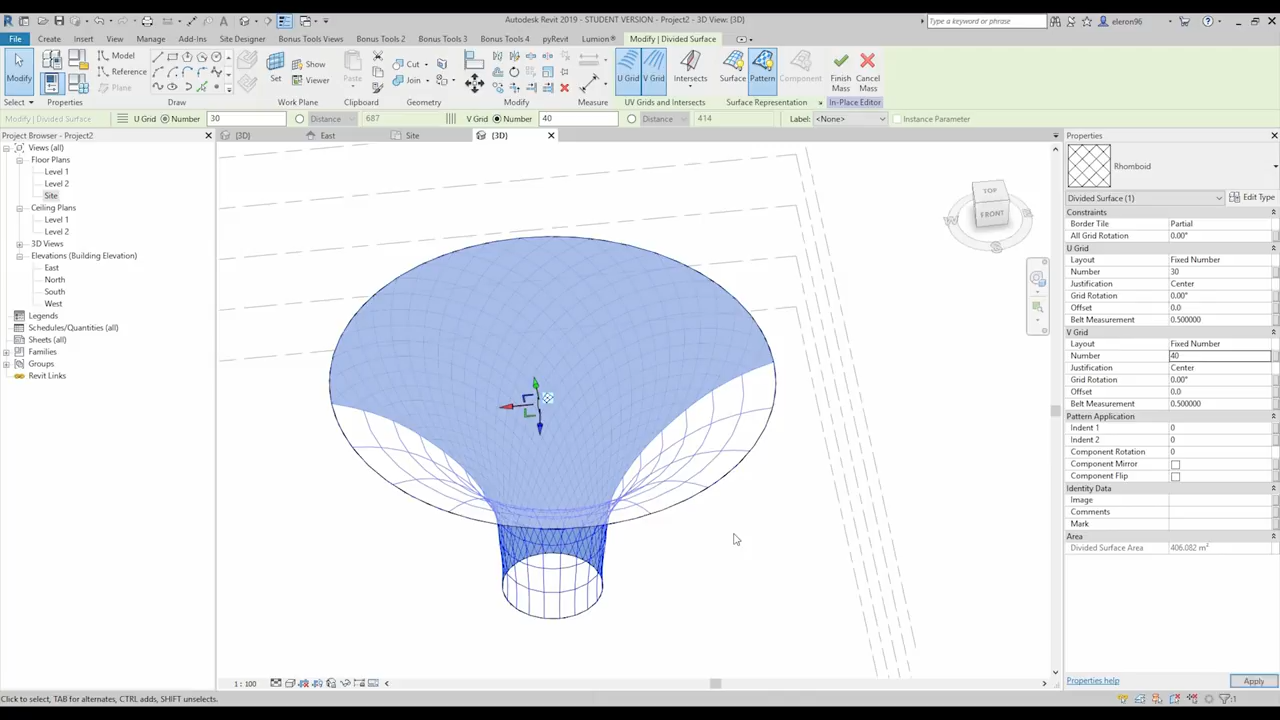 Autodesk Revit 2019 - STUDENT VERSION - Project2 - 3D View: {3D}
Type a keyword or phrase
eleron96
File Architecture Create Insert View Manage Add-Ins Site Designer Bonus Tools Views Bonus Tools 2 Bonus Tools 3 Bonus Tools 4 pyRevit Lumion® Modify | Divided Surface
Modify
Model
Reference
Plane
Set
Show
Viewer
Paste
Cut
Join
U Grid V Grid Intersects
Surface Pattern Component
Finish Mass
Cancel Mass
Select Properties Draw Work Plane Clipboard Geometry Modify Measure UV Grids and Intersects Surface Representation In-Place Editor
Modify | Divided Surface U Grid Number 30 Distance 687 V Grid Number 40 Distance 414 Label: <None> Instance Parameter
Project Browser - Project2
Views (all)
Floor Plans
Level 1
Level 2
Site
Ceiling Plans
Level 1
Level 2
3D Views
Elevations (Building Elevation)
East
North
South
West
Legends
Schedules/Quantities (all)
Sheets (all)
Families
Groups
Revit Links
{3D} East Site {3D}
TOP
FRONT
W
S
1 : 100
Properties
Rhomboid
Divided Surface (1) Edit Type
Constraints
Border Tile Partial
All Grid Rotation 0.00°
U Grid
Layout Fixed Number
Number 30
Justification Center
Grid Rotation 0.00°
Offset 0.0
Belt Measurement 0.500000
V Grid
Layout Fixed Number
Number 40
Justification Center
Grid Rotation 0.00°
Offset 0.0
Belt Measurement 0.500000
Pattern Application
Indent 1 0
Indent 2 0
Component Rotation 0
Component Mirror
Component Flip
Identity Data
Image
Comments
Mark
Area
Divided Surface Area 406.082 m²
Properties help Apply
Click to select, TAB for alternates, CTRL adds, SHIFT unselects.
:1